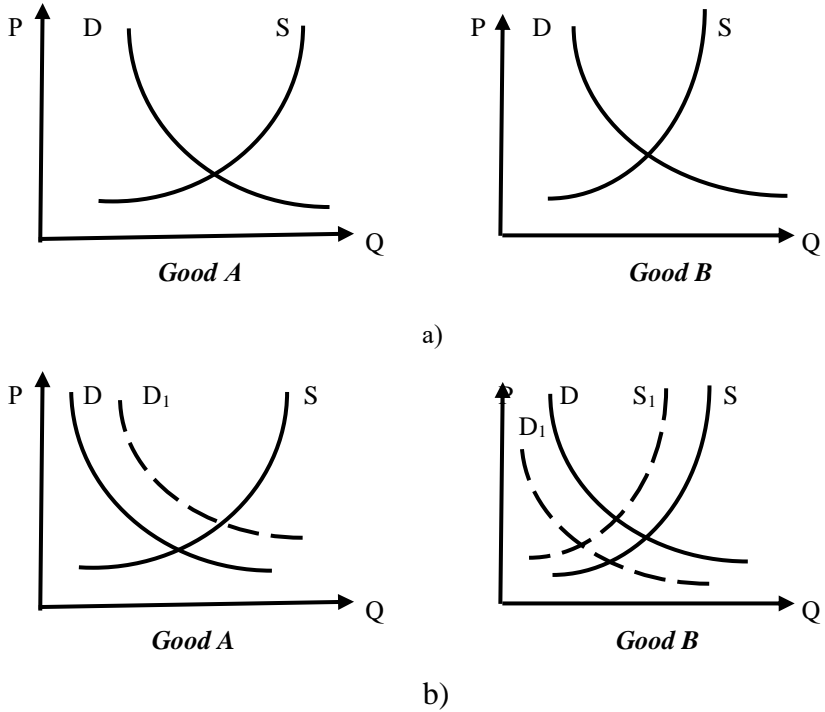 P D S P D S
Q Q
Good A Good B
a)
P D D₁ S P D S₁ S
D₁
Q Q
Good A Good B
b)